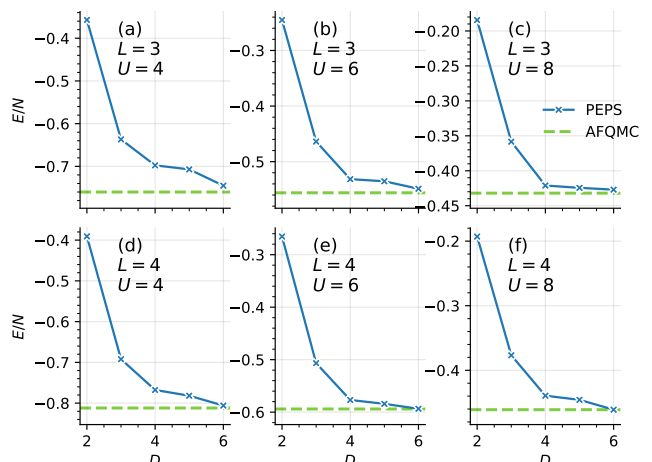 (a)
L = 3
U = 4
E/N
−0.4
−0.5
−0.6
−0.7
(b)
L = 3
U = 6
−0.3
−0.4
−0.5
(c)
L = 3
U = 8
−0.20
−0.25
−0.30
−0.35
−0.40
−0.45
PEPS
AFQMC
(d)
L = 4
U = 4
E/N
−0.4
−0.5
−0.6
−0.7
−0.8
2 4 6
D
(e)
L = 4
U = 6
−0.3
−0.4
−0.5
−0.6
2 4 6
D
(f)
L = 4
U = 8
−0.2
−0.3
−0.4
2 4 6
D